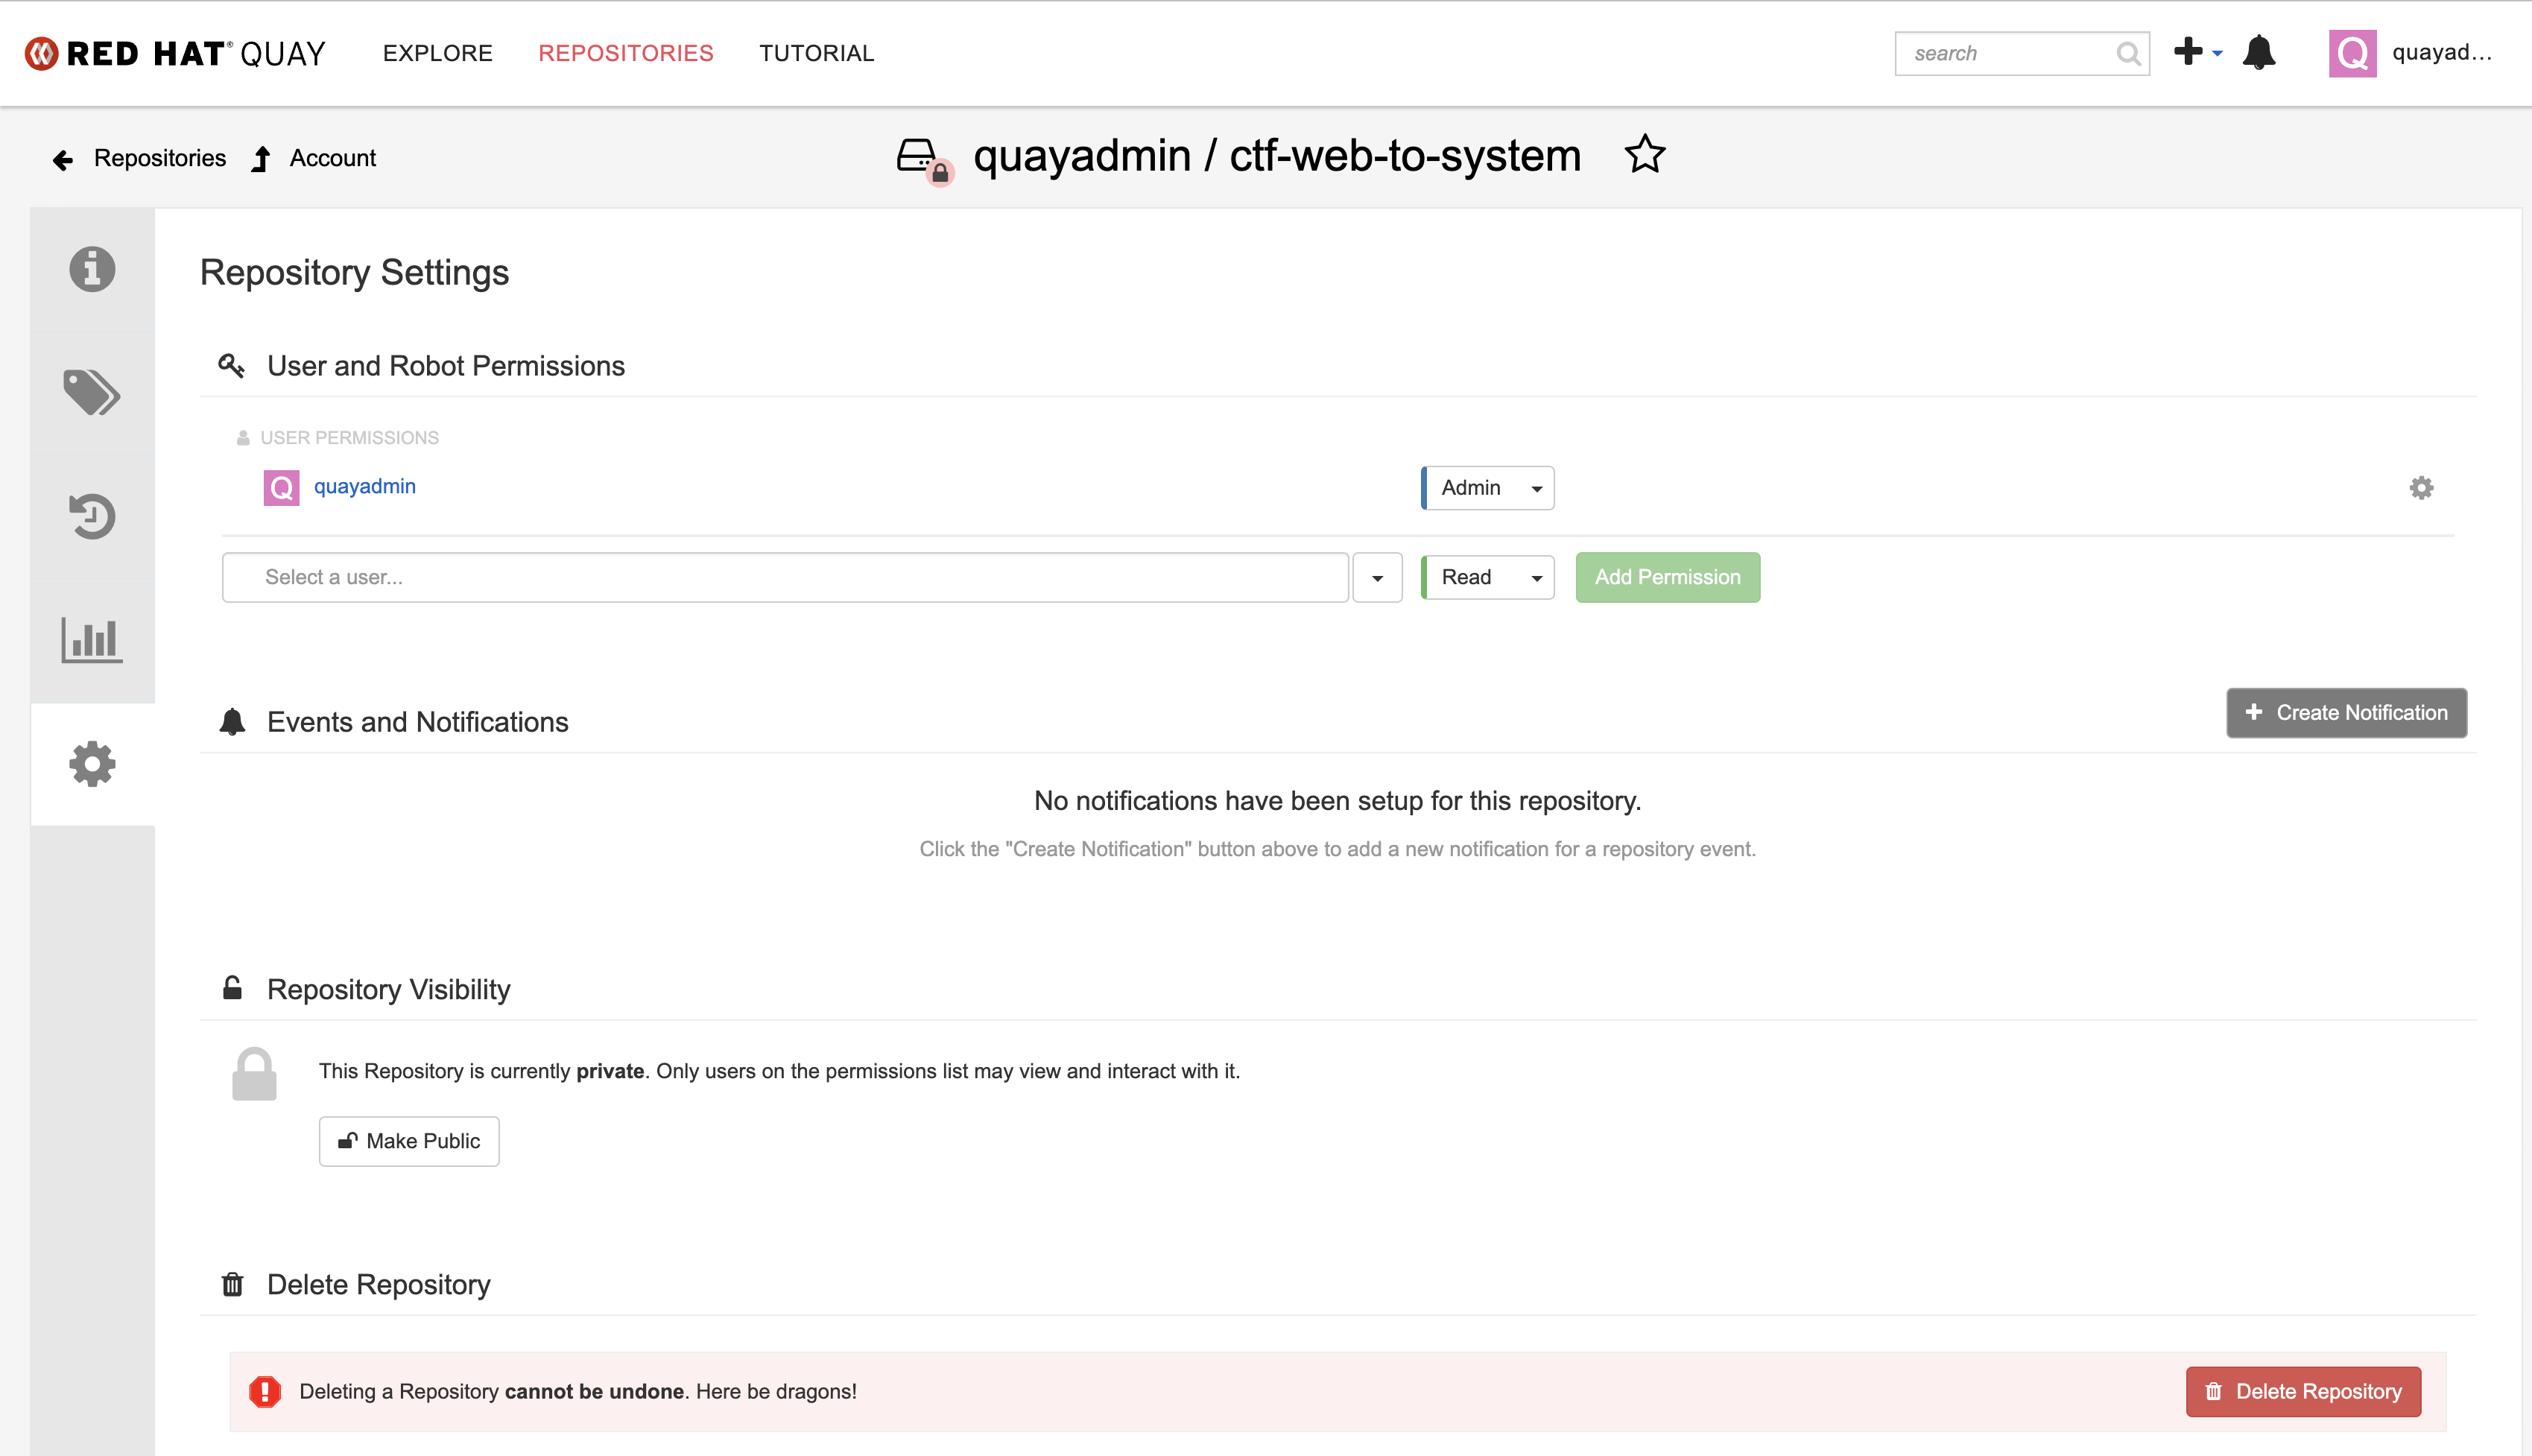 RED HAT® QUAY EXPLORE REPOSITORIES TUTORIAL search Q quayad...
Repositories Account quayadmin / ctf-web-to-system
Repository Settings
User and Robot Permissions
USER PERMISSIONS
Q quayadmin Admin
Select a user... Read Add Permission
Events and Notifications Create Notification
No notifications have been setup for this repository.
Click the "Create Notification" button above to add a new notification for a repository event.
Repository Visibility
This Repository is currently private. Only users on the permissions list may view and interact with it.
Make Public
Delete Repository
Deleting a Repository cannot be undone. Here be dragons! Delete Repository